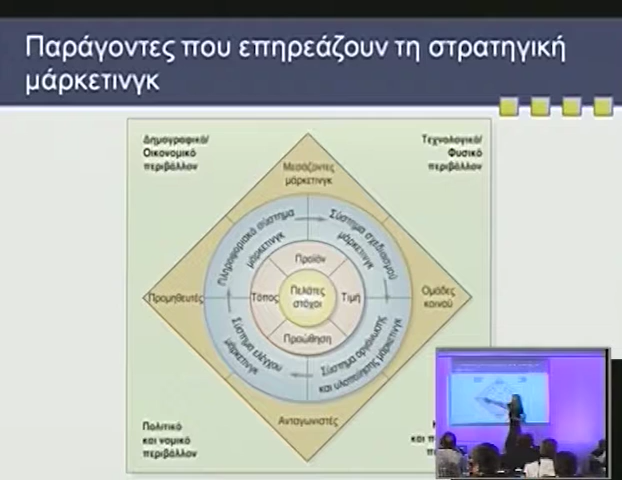 Παράγοντες που επηρεάζουν τη στρατηγική
μάρκετινγκ
Δημογραφικό/
Οικονομικό
περιβάλλον
Τεχνολογικό/
Φυσικό
περιβάλλον
Μεσάζοντες
μάρκετινγκ
Πληροφοριακό σύστημα
μάρκετινγκ
Σύστημα σχεδιασμού
μάρκετινγκ
Προϊόν
Προμηθευτές
Τόπος
Πελάτες
στόχοι
Τιμή
Ομάδες
κοινού
Προώθηση
Σύστημα ελέγχου
μάρκετινγκ
Σύστημα οργάνωσης
και υλοποίησης μάρκετινγκ
Ανταγωνιστές
Πολιτικό
και νομικό
περιβάλλον
και